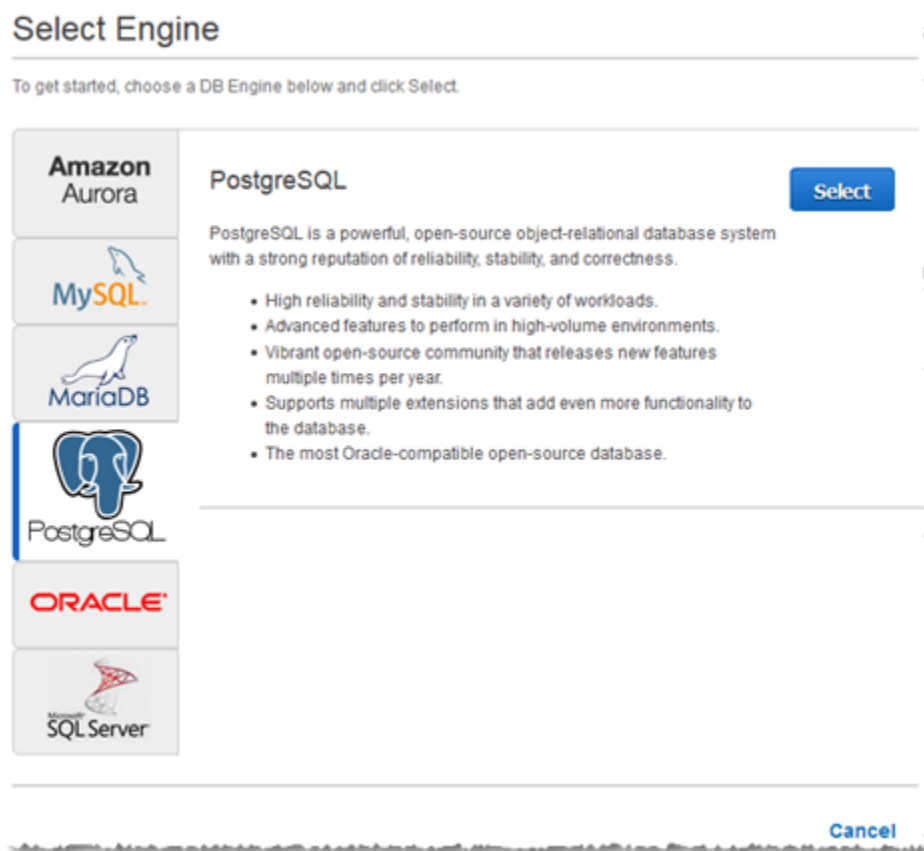 Select Engine
To get started, choose a DB Engine below and click Select.
Amazon
Aurora
MySQL
MariaDB
PostgreSQL
ORACLE
Microsoft
SQL Server
PostgreSQL
Select
PostgreSQL is a powerful, open-source object-relational database system
with a strong reputation of reliability, stability, and correctness.
• High reliability and stability in a variety of workloads.
• Advanced features to perform in high-volume environments.
• Vibrant open-source community that releases new features
multiple times per year.
• Supports multiple extensions that add even more functionality to
the database.
• The most Oracle-compatible open-source database.
Cancel